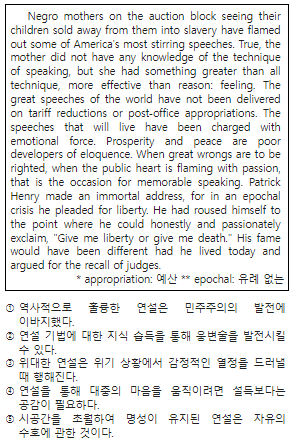 Negro mothers on the auction block seeing their
children sold away from them into slavery have flamed
out some of America's most stirring speeches. True, the
mother did not have any knowledge of the technique
of speaking, but she had something greater than all
technique, more effective than reason: feeling. The
great speeches of the world have not been delivered
on tariff reductions or post-office appropriations. The
speeches that will live have been charged with
emotional force. Prosperity and peace are poor
developers of eloquence. When great wrongs are to be
righted, when the public heart is flaming with passion,
that is the occasion for memorable speaking. Patrick
Henry made an immortal address, for in an epochal
crisis he pleaded for liberty. He had roused himself to
the point where he could honestly and passionately
exclaim, "Give me liberty or give me death." His fame
would have been different had he lived today and
argued for the recall of judges.
* appropriation: 예산 ** epochal: 유례 없는
① 역사적으로 훌륭한 연설은 민주주의의 발전에
이바지했다.
② 연설 기법에 대한 지식 습득을 통해 웅변술을 발전시킬
수 있다.
③ 위대한 연설은 위기 상황에서 감정적인 열정을 드러낼
때 행해진다.
④ 연설을 통해 대중의 마음을 움직이려면 설득보다는
공감이 필요하다.
⑤ 시공간을 초월하여 명성이 유지된 연설은 자유의
수호에 관한 것이다.